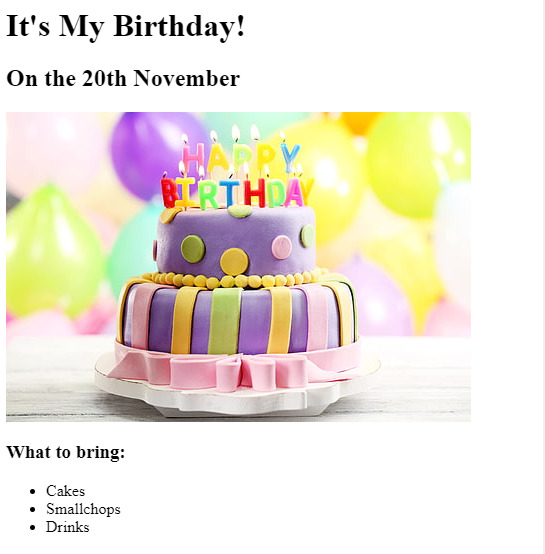 It's My Birthday!
On the 20th November
HAPPY
BIRTHDAY
What to bring:
Cakes
Smallchops
Drinks